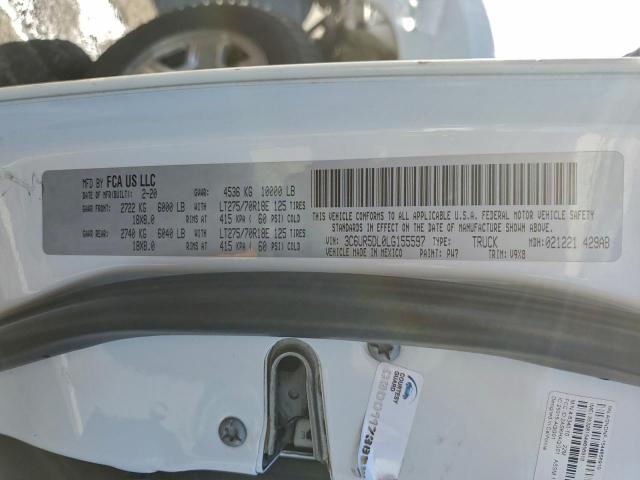 MFD BY FCA US LLC
DATE OF MFR(BUILT): 2-20 GVWR: 4536 KG 10000 LB
GAWR FRONT: 2722 KG 6000 LB WITH LT275/70R18E 125 TIRES
18X8.0 RIMS AT 415 KPA ( 60 PSI) COLD
GAWR REAR: 2740 KG 6040 LB WITH LT275/70R18E 125 TIRES
18X8.0 RIMS AT 415 KPA ( 60 PSI) COLD
THIS VEHICLE CONFORMS TO ALL APPLICABLE U.S.A. FEDERAL MOTOR VEHICLE SAFETY
STANDARDS IN EFFECT ON THE DATE OF MANUFACTURE SHOWN ABOVE.
VIN: 3C6UR5DL0LG155597 TYPE: TRUCK MDH: 021221 429AB
VEHICLE MADE IN MEXICO PAINT: PW7 TRIM: V9X8
COURTESY
GUARD